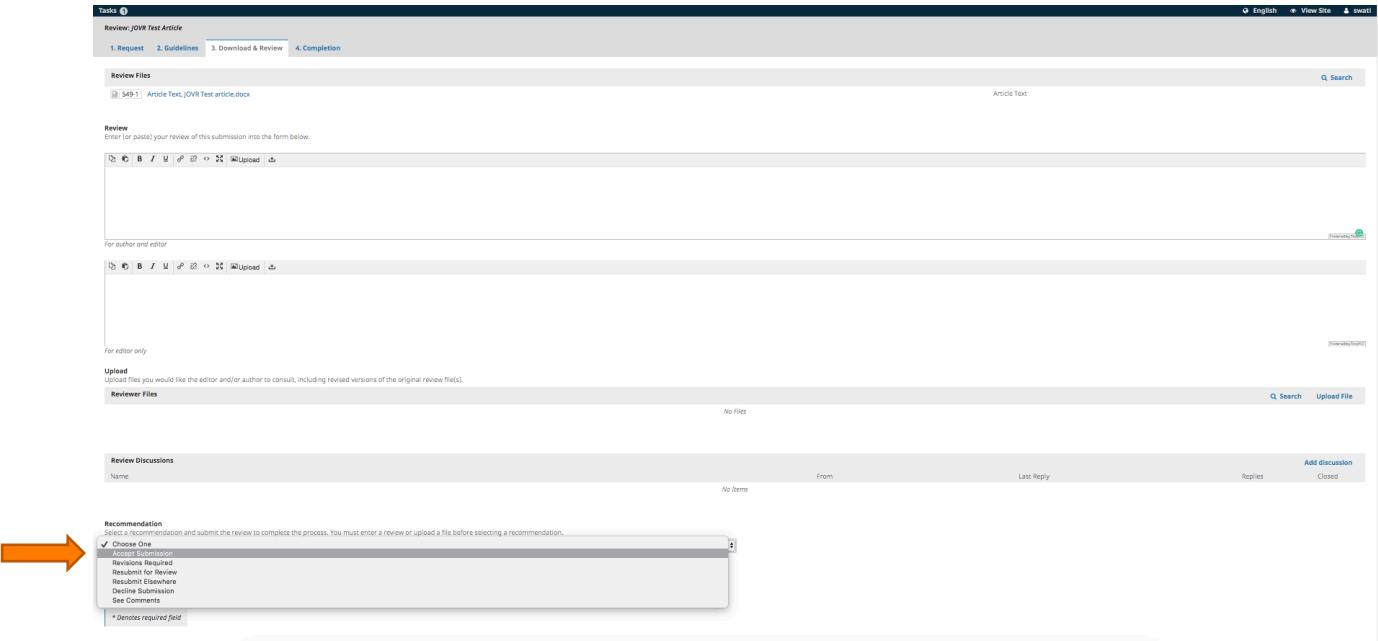 Tasks 1 English View Site swati
Review: JOVR Test Article
1. Request 2. Guidelines 3. Download & Review 4. Completion
Review Files Search
549-1 Article Text, JOVR Test article.docx Article Text
Review
Enter (or paste) your review of this submission into the form below.
B I U Upload
For author and editor
B I U Upload
For editor only
Upload
Upload files you would like the editor and/or author to consult, including revised versions of the original review file(s).
Reviewer Files Search Upload File
No Files
Review Discussions Add discussion
Name From Last Reply Replies Closed
No Items
Recommendation
Select a recommendation and submit the review to complete the process. You must enter a review or upload a file before selecting a recommendation.
Choose One
Accept Submission
Revisions Required
Resubmit for Review
Resubmit Elsewhere
Decline Submission
See Comments
* Denotes required field